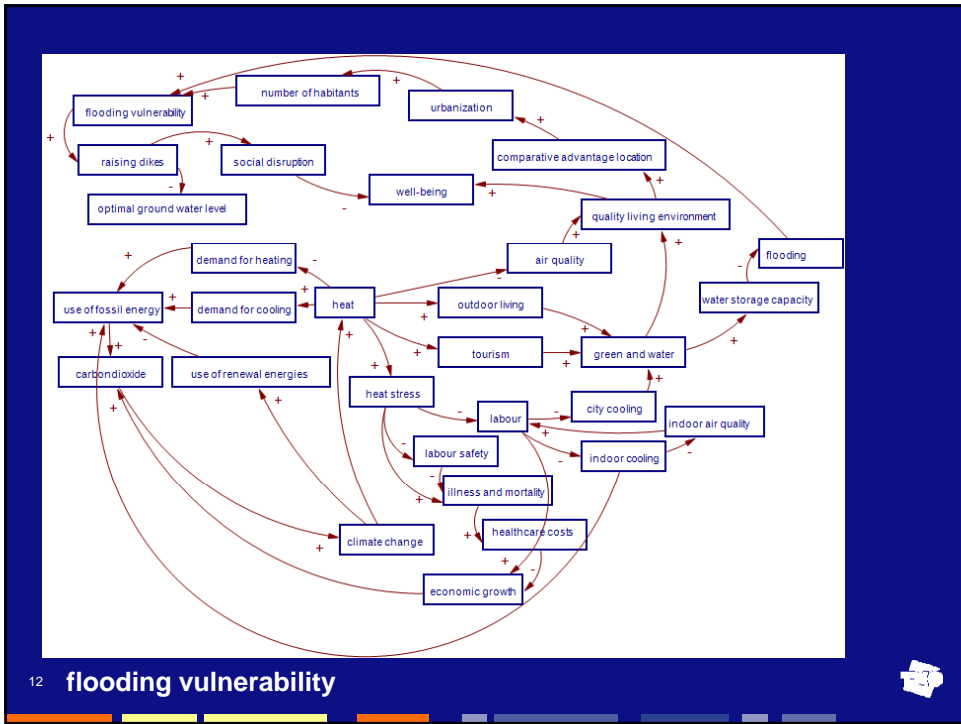 number of habitants
urbanization
flooding vulnerability
raising dikes
social disruption
comparative advantage location
well-being
optimal ground water level
quality living environment
demand for heating
air quality
flooding
use of fossil energy
demand for cooling
heat
outdoor living
water storage capacity
tourism
green and water
carbondioxide
use of renewal energies
heat stress
labour
city cooling
indoor air quality
labour safety
indoor cooling
illness and mortality
climate change
healthcare costs
economic growth
12 flooding vulnerability